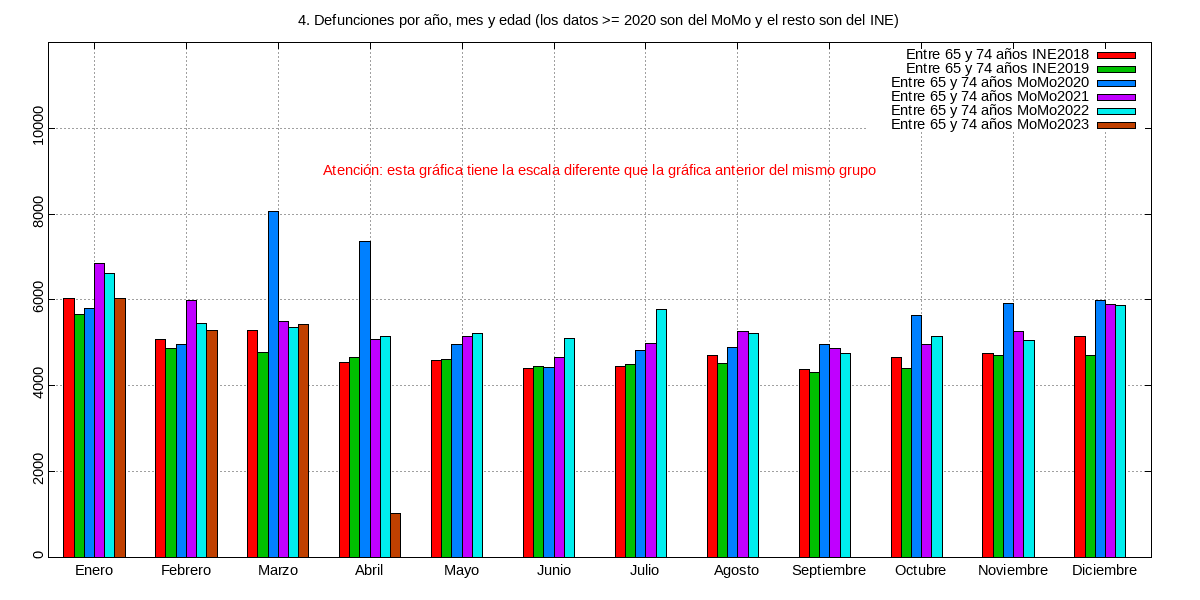 4. Defunciones por año, mes y edad (los datos >= 2020 son del MoMo y el resto son del INE)
Entre 65 y 74 años INE2018
Entre 65 y 74 años INE2019
Entre 65 y 74 años MoMo2020
Entre 65 y 74 años MoMo2021
Entre 65 y 74 años MoMo2022
Entre 65 y 74 años MoMo2023
Atención: esta gráfica tiene la escala diferente que la gráfica anterior del mismo grupo
10000
8000
6000
4000
2000
0
Enero Febrero Marzo Abril Mayo Junio Julio Agosto Septiembre Octubre Noviembre Diciembre